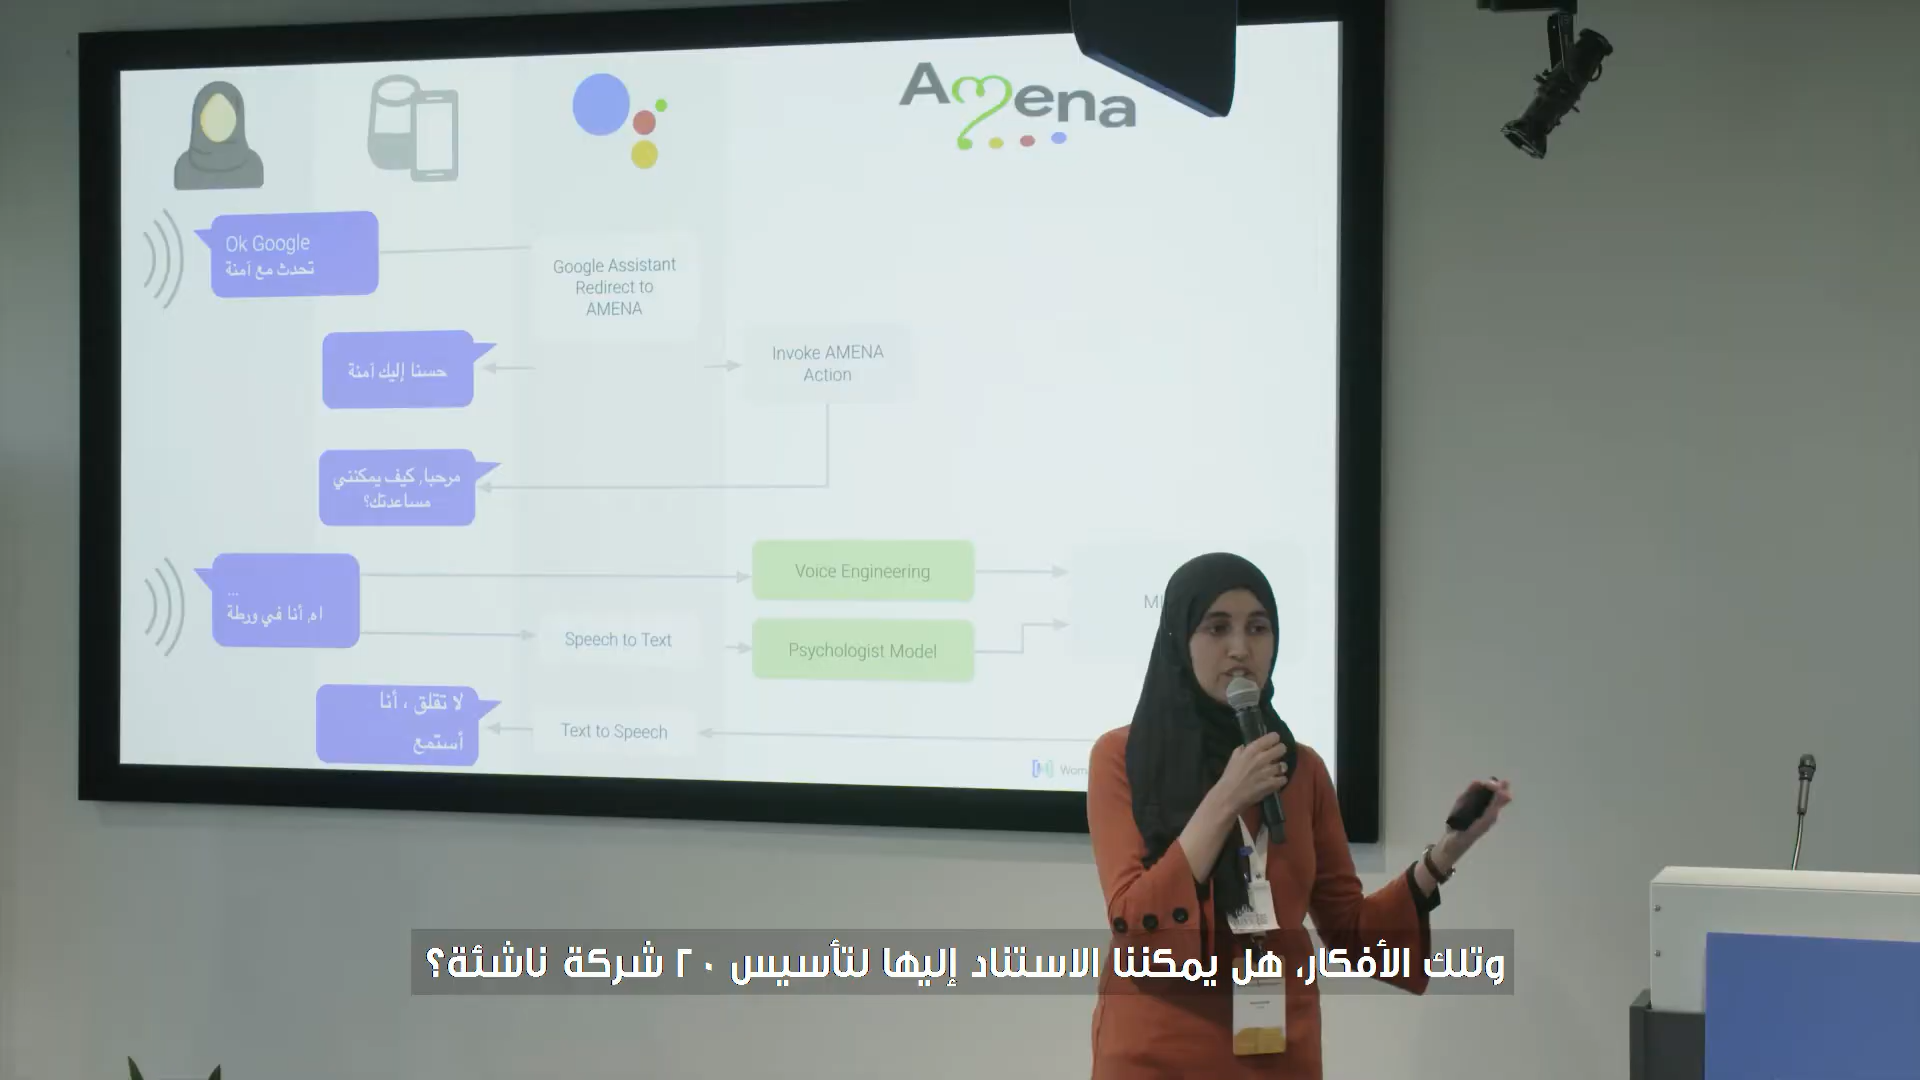 Amena
Ok Google
تحدث مع آمنة
Google Assistant
Redirect to
AMENA
حسنا إليك آمنة
Invoke AMENA
Action
مرحبا, كيف يمكنني
مساعدتك؟
...
اه, أنا في ورطة
Voice Engineering
Speech to Text
Psychologist Model
لا تقلق ، أنا
أستمع
Text to Speech
وتلك الأفكار، هل يمكننا الاستناد إليها لتأسيس ٢٠ شركة ناشئة؟